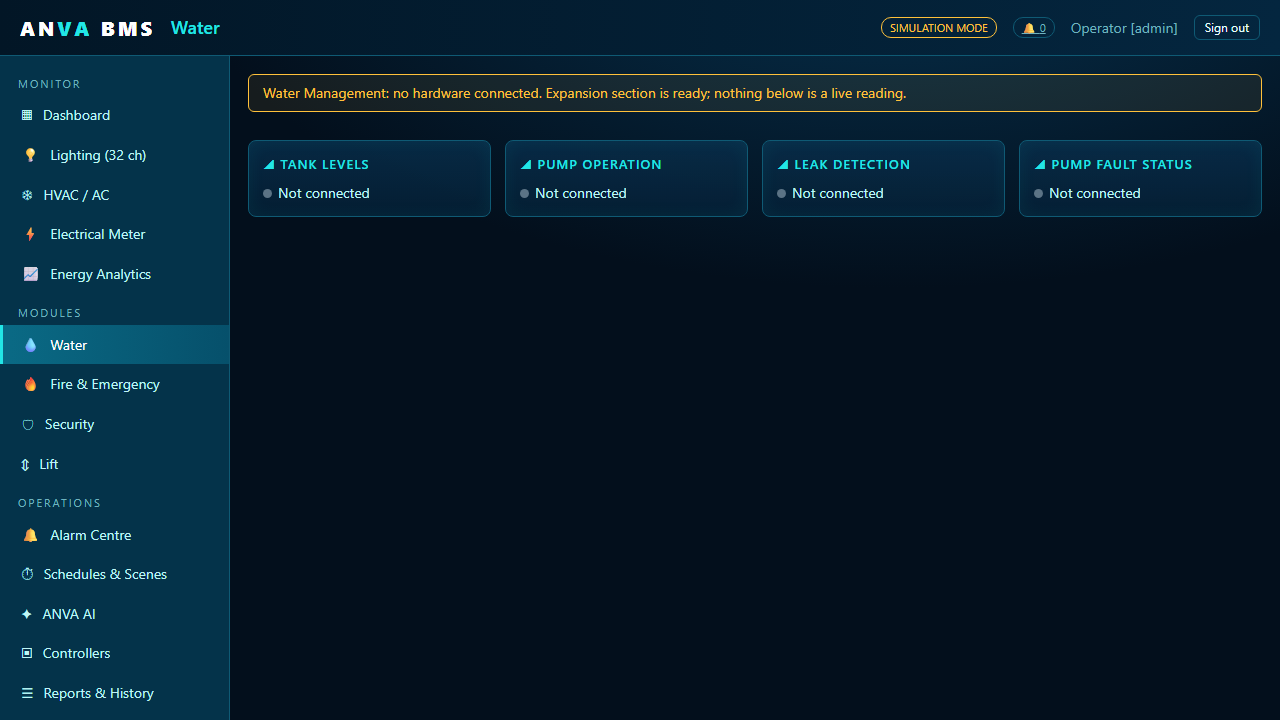 ANVA BMS Water
SIMULATION MODE
0
Operator [admin]
Sign out
MONITOR
Dashboard
Lighting (32 ch)
HVAC / AC
Electrical Meter
Energy Analytics
MODULES
Water
Fire & Emergency
Security
Lift
OPERATIONS
Alarm Centre
Schedules & Scenes
ANVA AI
Controllers
Reports & History
Water Management: no hardware connected. Expansion section is ready; nothing below is a live reading.
TANK LEVELS
Not connected
PUMP OPERATION
Not connected
LEAK DETECTION
Not connected
PUMP FAULT STATUS
Not connected